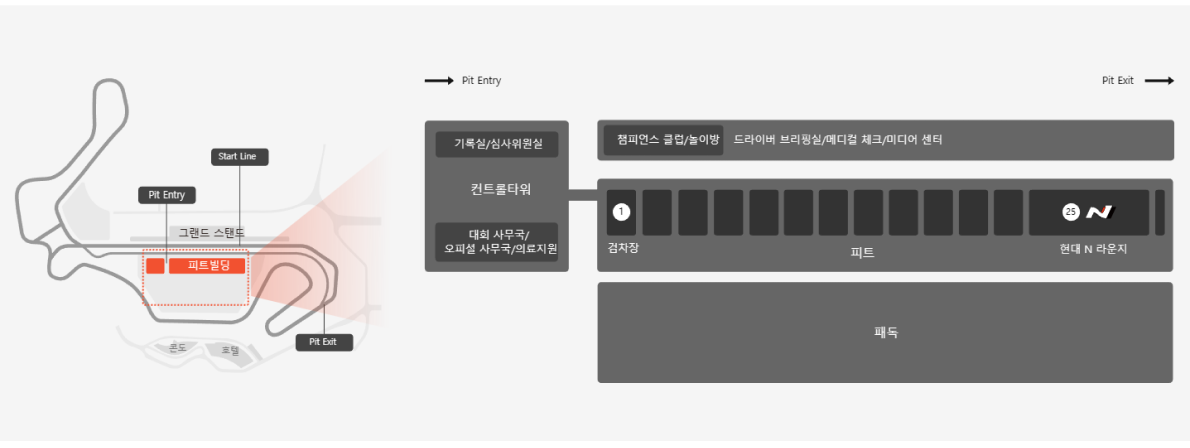 Start Line
Pit Entry
그랜드 스탠드
피트빌딩
Pit Exit
콘도
호텔
Pit Entry
Pit Exit
기록실/심사위원실
컨트롤타워
대회 사무국/
오피셜 사무국/의료지원
챔피언스 클럽/놀이방
드라이버 브리핑실/메디컬 체크/미디어 센터
1
검차장
피트
25 N
현대 N 라운지
패독